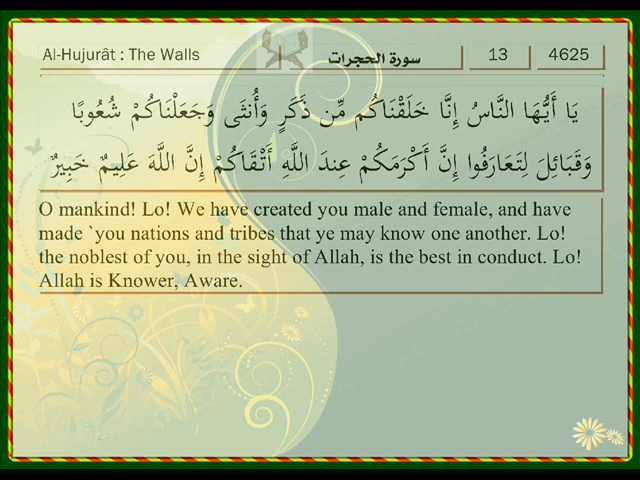 Al-Hujurât : The Walls سورة الحجرات 13 4625
يَا أَيُّهَا النَّاسُ إِنَّا خَلَقْنَاكُم مِّن ذَكَرٍ وَأُنثَى وَجَعَلْنَاكُمْ شُعُوبًا
وَقَبَائِلَ لِتَعَارَفُوا إِنَّ أَكْرَمَكُمْ عِندَ اللَّهِ أَتْقَاكُمْ إِنَّ اللَّهَ عَلِيمٌ خَبِيرٌ
O mankind! Lo! We have created you male and female, and have
made `you nations and tribes that ye may know one another. Lo!
the noblest of you, in the sight of Allah, is the best in conduct. Lo!
Allah is Knower, Aware.